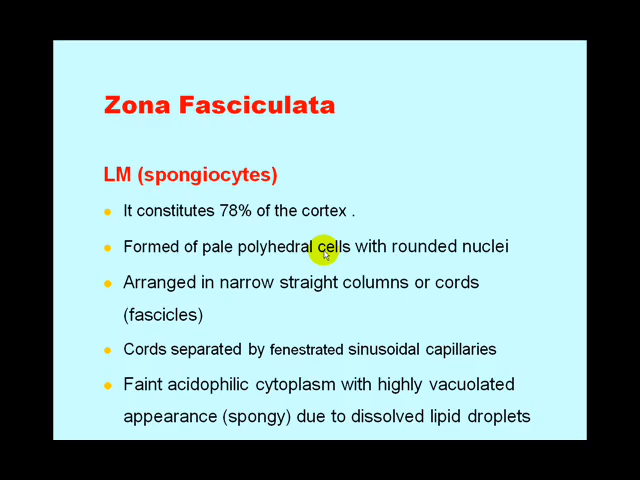 Zona Fasciculata
LM (spongiocytes)
It constitutes 78% of the cortex .
Formed of pale polyhedral cells with rounded nuclei
Arranged in narrow straight columns or cords
(fascicles)
Cords separated by fenestrated sinusoidal capillaries
Faint acidophilic cytoplasm with highly vacuolated
appearance (spongy) due to dissolved lipid droplets